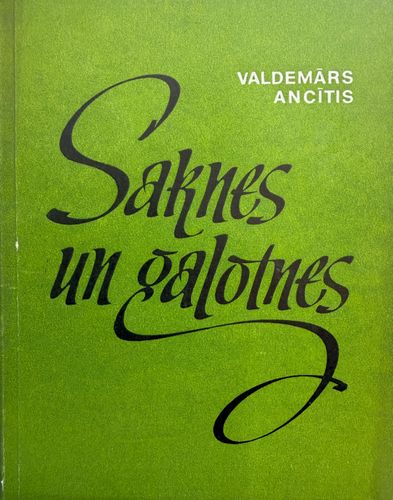 VALDEMĀRS
ANCĪTIS
Saknes
un galotnes